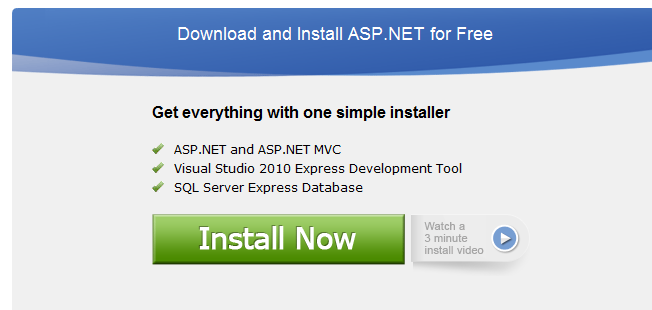 Download and Install ASP.NET for Free
Get everything with one simple installer
ASP.NET and ASP.NET MVC
Visual Studio 2010 Express Development Tool
SQL Server Express Database
Install Now
Watch a
3 minute
install video